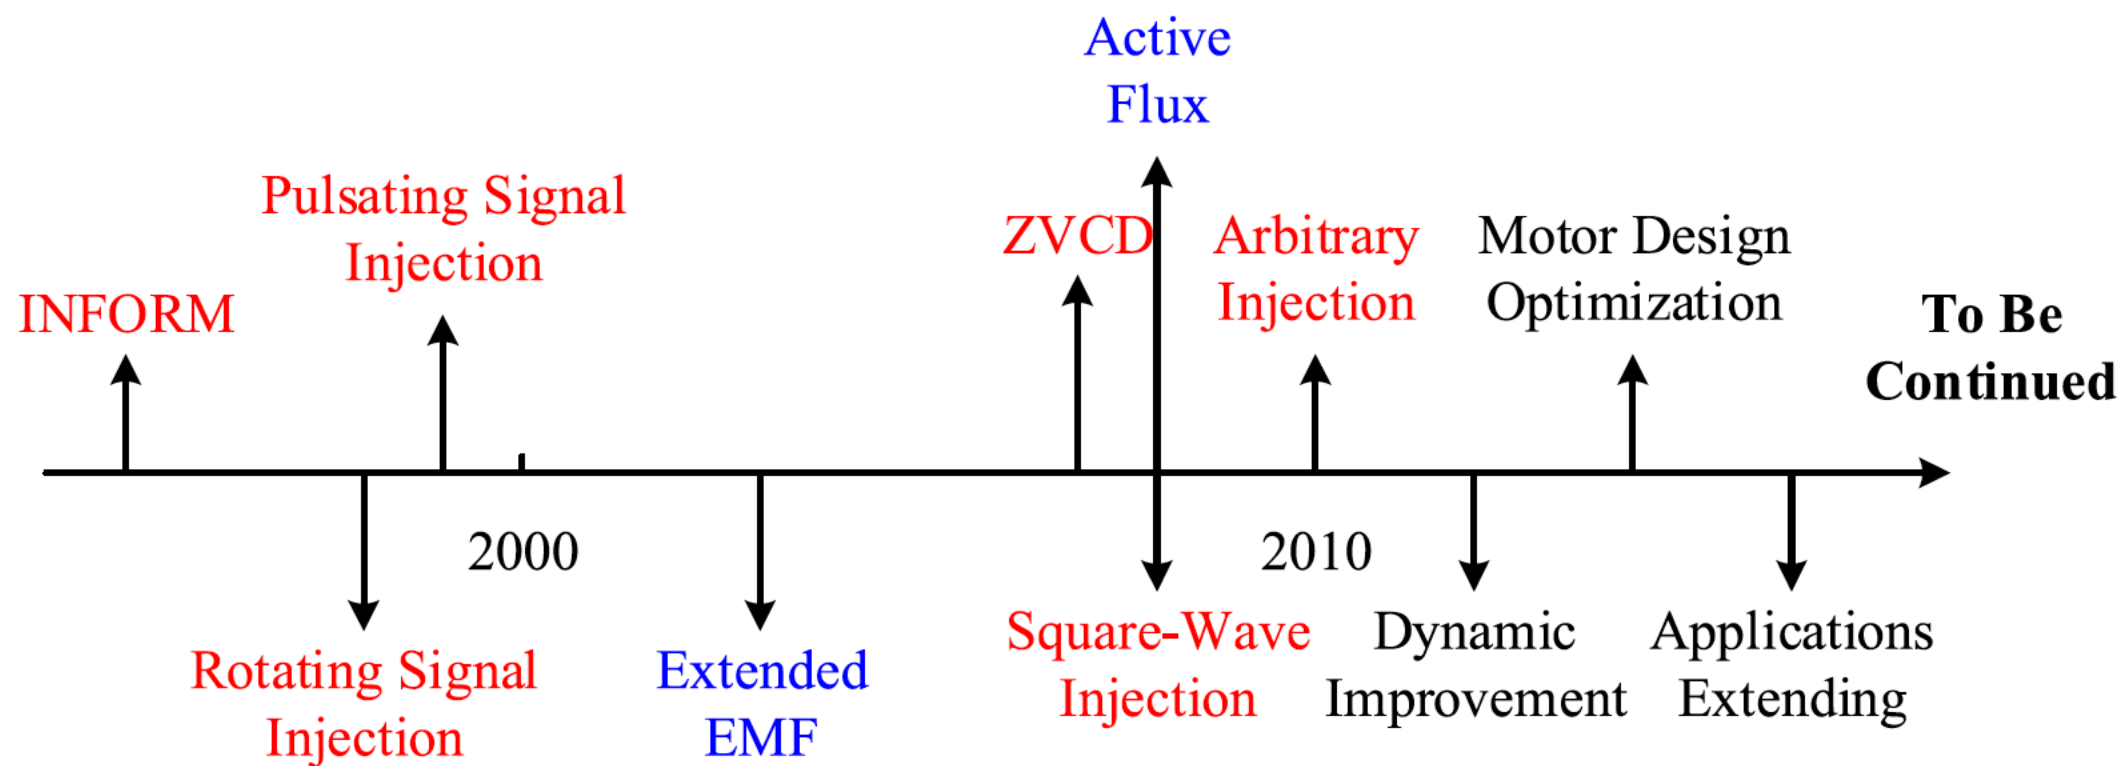 Active
Flux
Pulsating Signal
Injection
INFORM
ZVCD
Arbitrary
Injection
Motor Design
Optimization
To Be
Continued
2000
2010
Rotating Signal
Injection
Extended
EMF
Square-Wave
Injection
Dynamic
Improvement
Applications
Extending